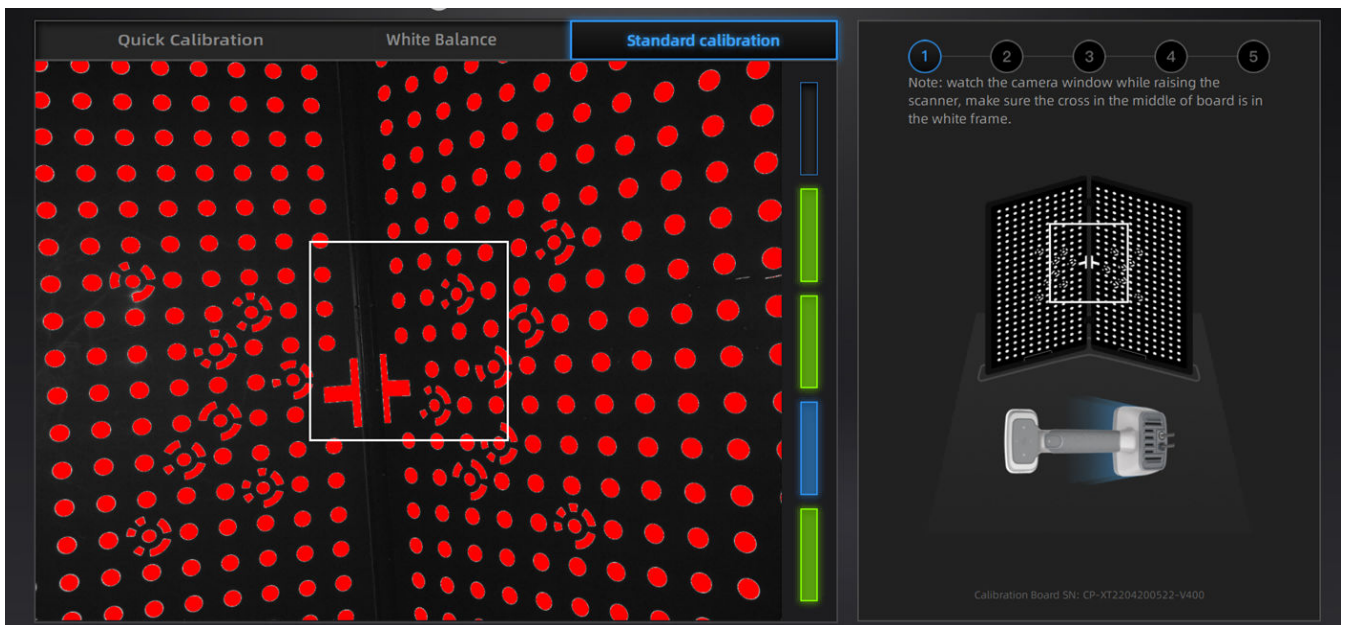 Quick Calibration
White Balance
Standard calibration
1
2
3
4
5
Note: watch the camera window while raising the
scanner, make sure the cross in the middle of board is in
the white frame.
Calibration Board SN: CP-XT2204200522-V400